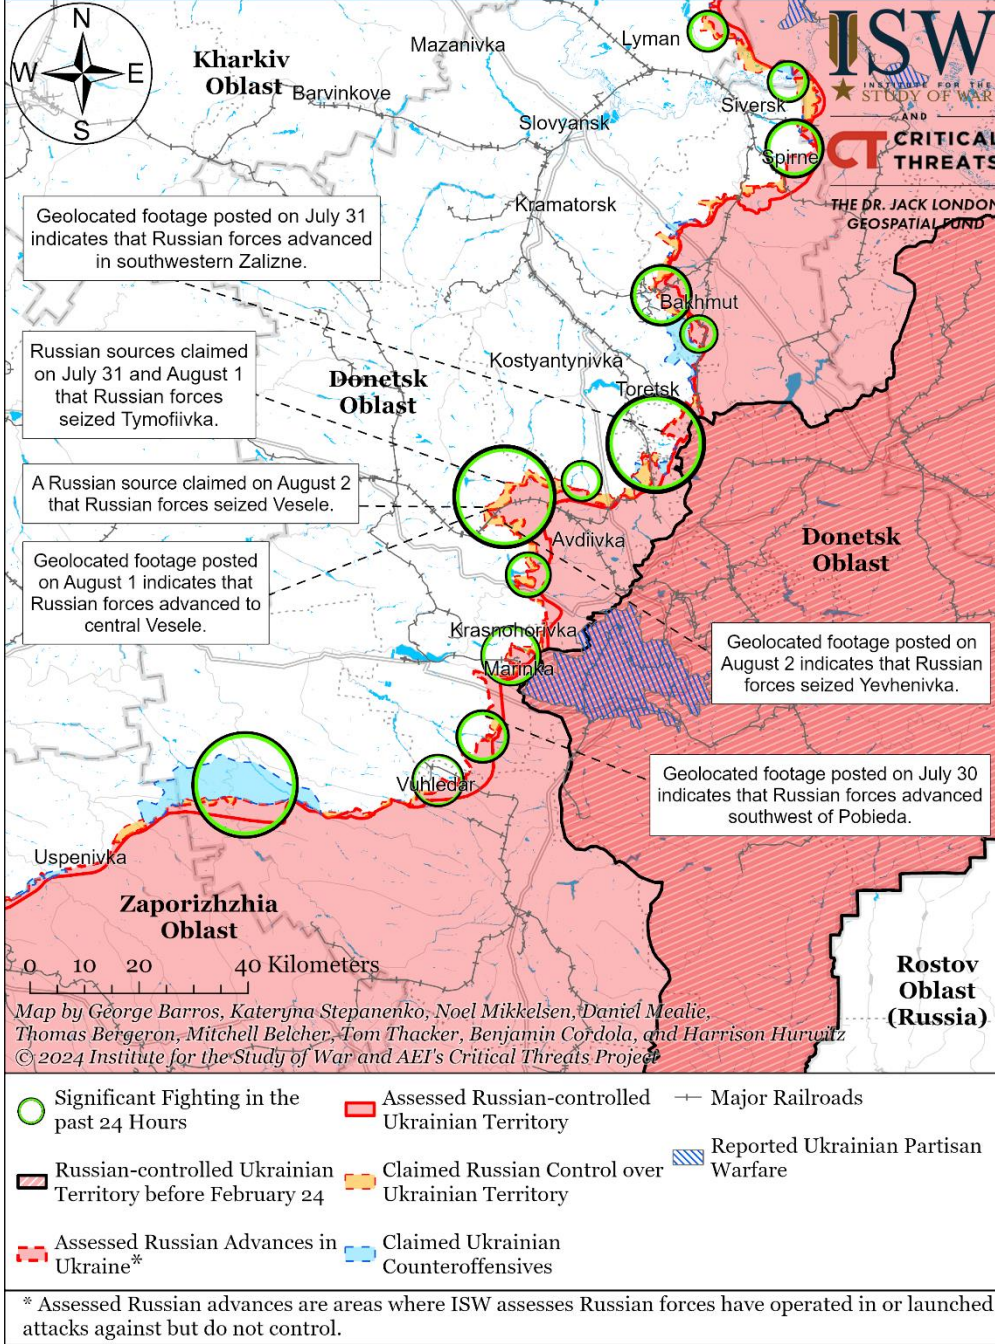 N
W
E
S
Kharkiv
Oblast
Mazanivka
Lyman
Barvinkove
Slovyansk
Siversk
Spirne
Kramatorsk
ISW
INSTITUTE FOR THE
STUDY OF WAR
AND
CT CRITICAL
THREATS
THE DR. JACK LONDON
GEOSPATIAL FUND
Geolocated footage posted on July 31
indicates that Russian forces advanced
in southwestern Zalizne.
Bakhmut
Russian sources claimed
on July 31 and August 1
that Russian forces
seized Tymofiivka.
Kostyantynivka
Donetsk
Oblast
Toretsk
A Russian source claimed on August 2
that Russian forces seized Vesele.
Avdiivka
Donetsk
Oblast
Geolocated footage posted
on August 1 indicates that
Russian forces advanced to
central Vesele.
Krasnohorivka
Marinka
Geolocated footage posted on
August 2 indicates that Russian
forces seized Yevhenivka.
Vuhledar
Geolocated footage posted on July 30
indicates that Russian forces advanced
southwest of Pobieda.
Uspenivka
Zaporizhzhia
Oblast
Rostov
Oblast
(Russia)
0 10 20 40 Kilometers
Map by George Barros, Kateryna Stepanenko, Noel Mikkelsen, Daniel Mealie,
Thomas Bergeron, Mitchell Belcher, Tom Thacker, Benjamin Cordola, and Harrison Hurwitz
© 2024 Institute for the Study of War and AEI's Critical Threats Project
Significant Fighting in the
past 24 Hours
Russian-controlled Ukrainian
Territory before February 24
Assessed Russian Advances in
Ukraine*
Assessed Russian-controlled
Ukrainian Territory
Claimed Russian Control over
Ukrainian Territory
Claimed Ukrainian
Counteroffensives
Major Railroads
Reported Ukrainian Partisan
Warfare
* Assessed Russian advances are areas where ISW assesses Russian forces have operated in or launched
attacks against but do not control.